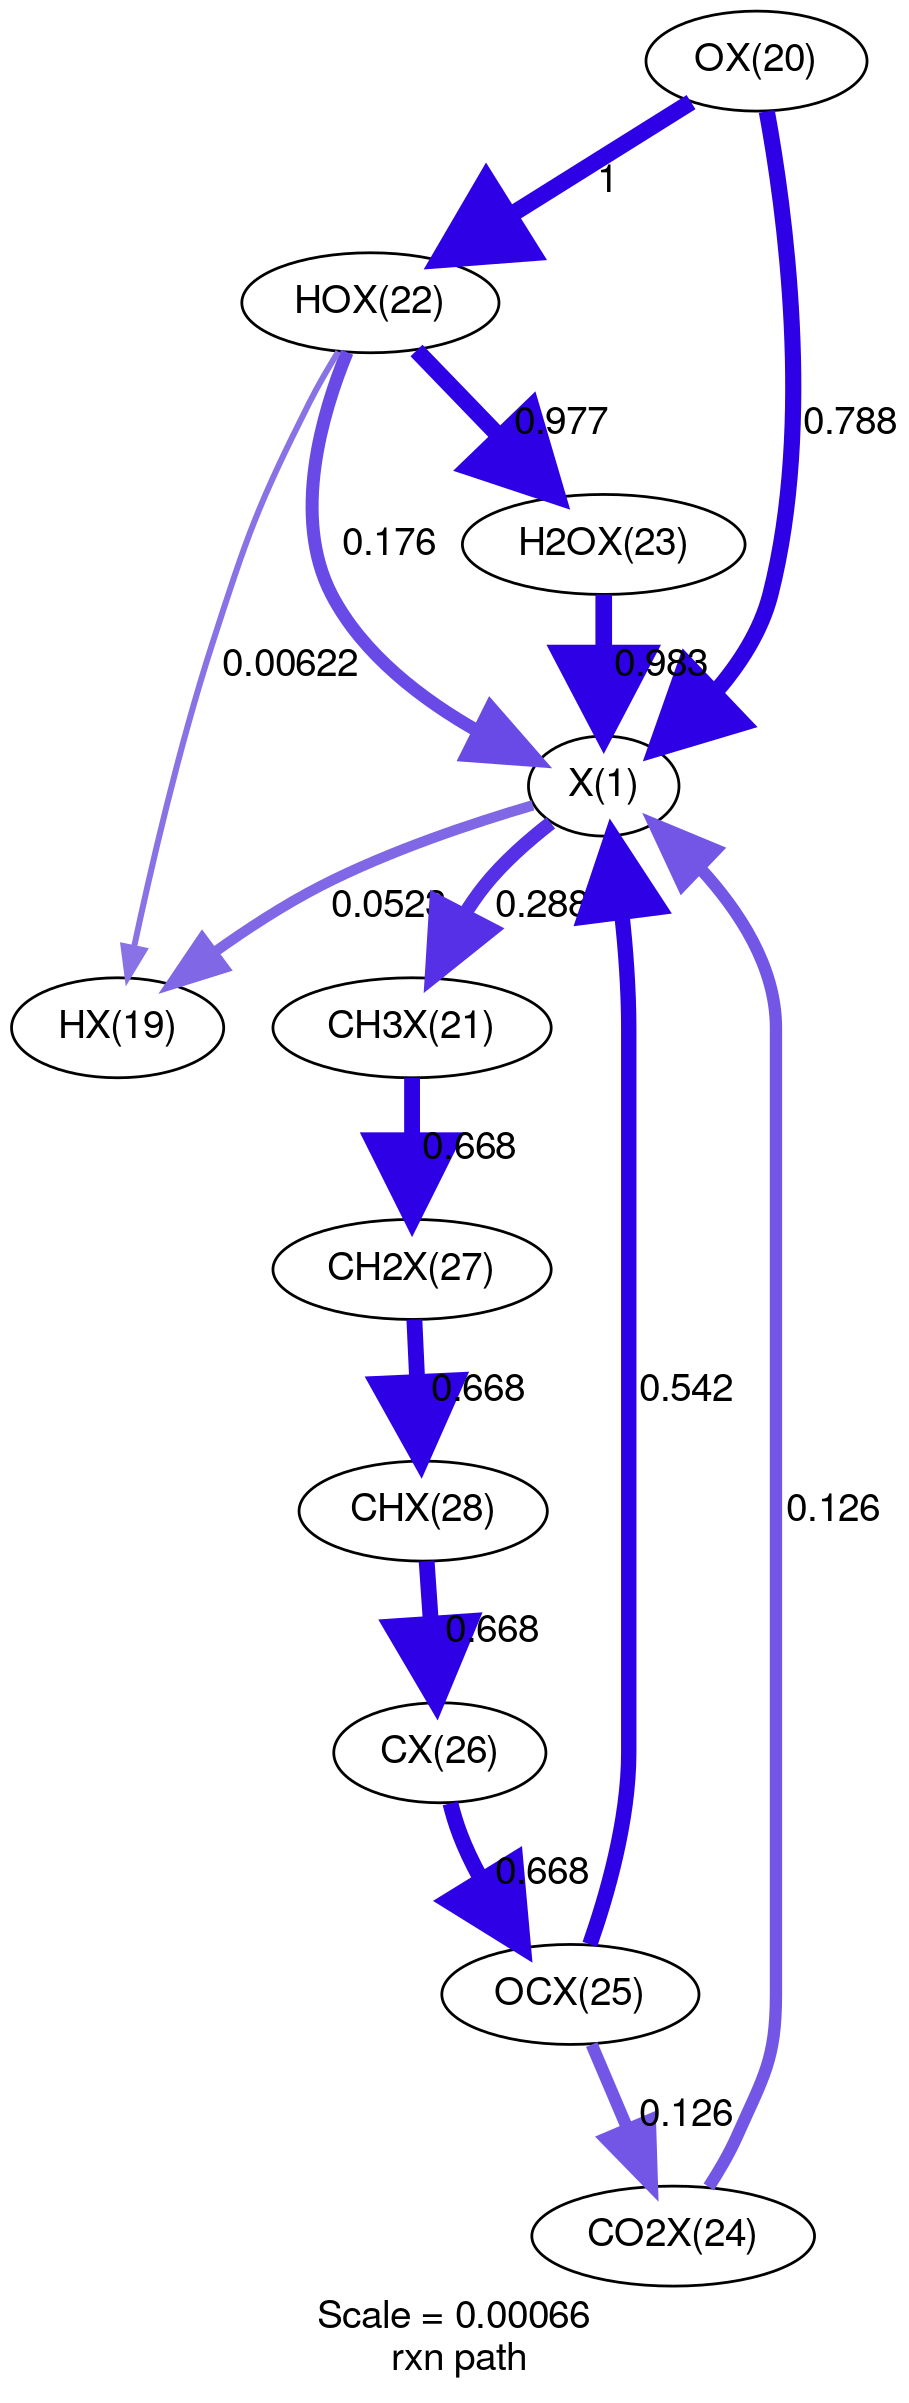 OX(20)
1
HOX(22)
0.977
0.788
0.176
H2OX(23)
0.00622
0.983
X(1)
0.0523
0.288
HX(19)
CH3X(21)
0.668
CH2X(27)
0.668
0.542
CHX(28)
0.126
0.668
CX(26)
0.668
OCX(25)
0.126
CO2X(24)
Scale = 0.00066
rxn path